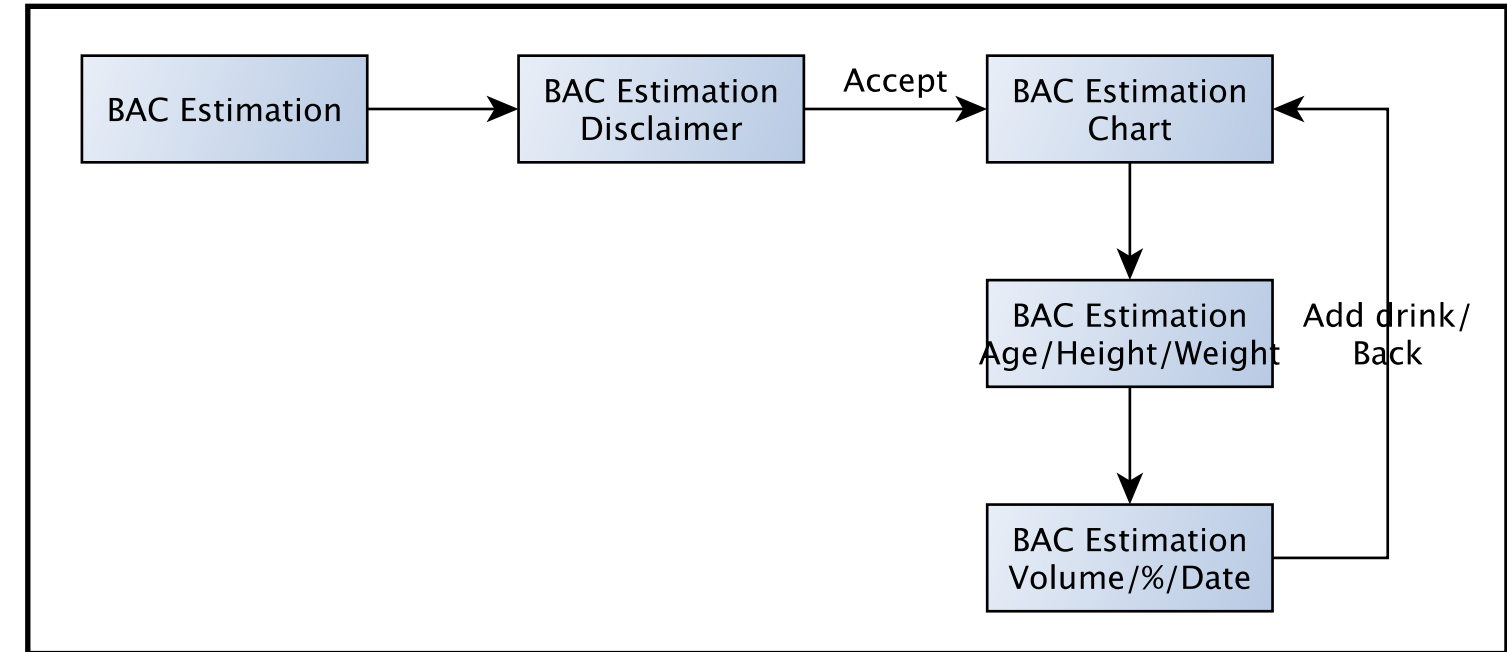 BAC Estimation
BAC Estimation
Disclaimer
Accept
BAC Estimation
Chart
BAC Estimation
Age/Height/Weight
Add drink/
Back
BAC Estimation
Volume/%/Date